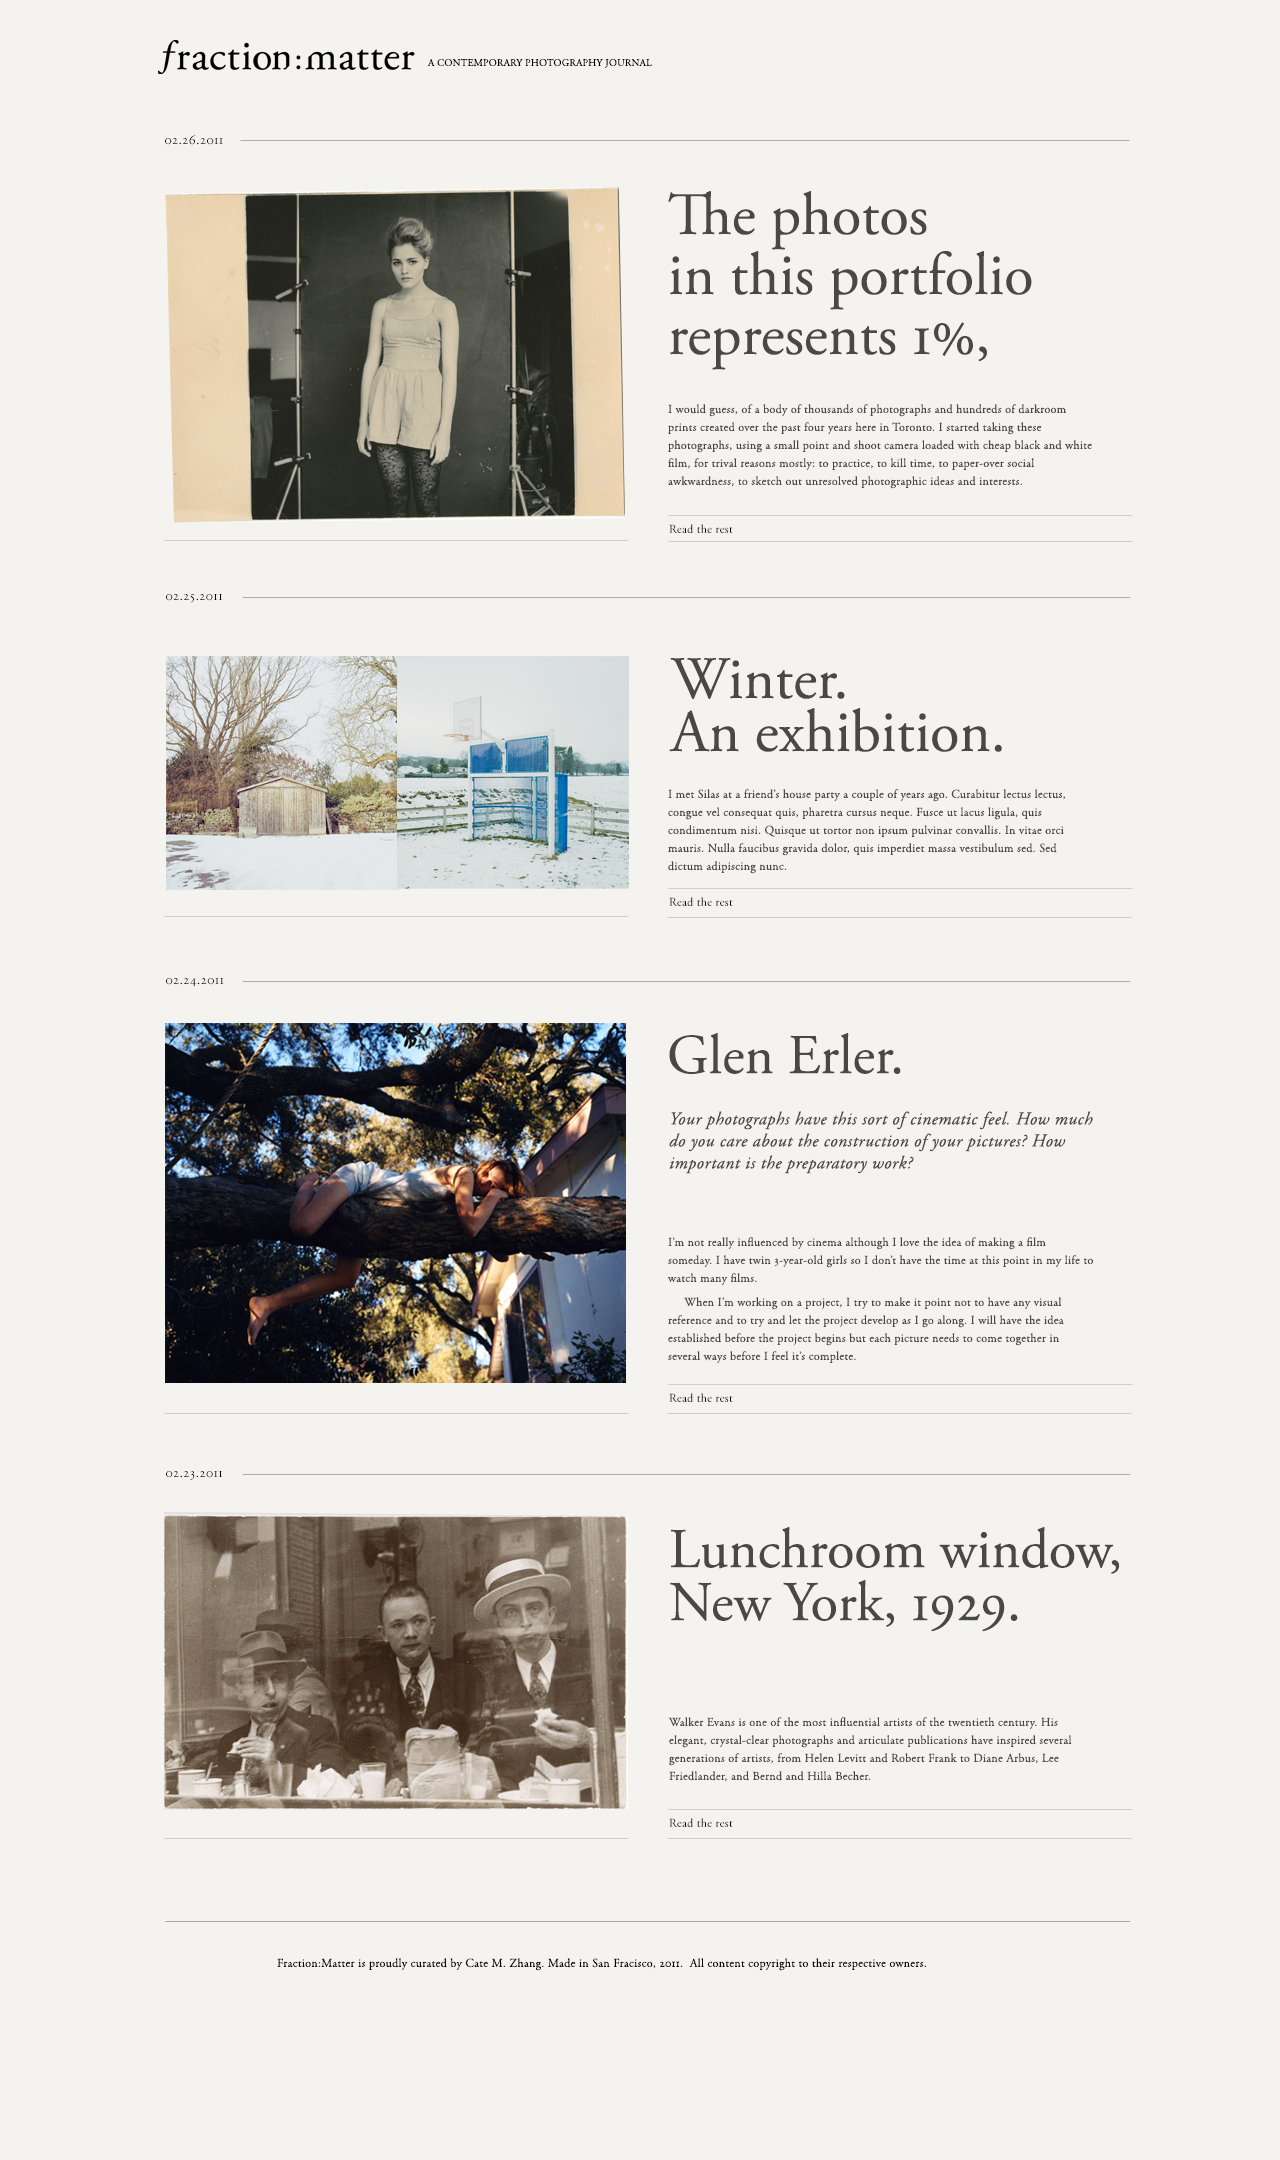 fraction:matter A CONTEMPORARY PHOTOGRAPHY JOURNAL
02.26.2011
The photos
in this portfolio
represents 1%,
I would guess, of a body of thousands of photographs and hundreds of darkroom
prints created over the past four years here in Toronto. I started taking these
photographs, using a small point and shoot camera loaded with cheap black and white
film, for trival reasons mostly: to practice, to kill time, to paper-over social
awkwardness, to sketch out unresolved photographic ideas and interests.
Read the rest
02.25.2011
Winter.
An exhibition.
I met Silas at a friend's house party a couple of years ago. Curabitur lectus lectus,
congue vel consequat quis, pharetra cursus neque. Fusce ut lacus ligula, quis
condimentum nisi. Quisque ut tortor non ipsum pulvinar convallis. In vitae orci
mauris. Nulla faucibus gravida dolor, quis imperdiet massa vestibulum sed. Sed
dictum adipiscing nunc.
Read the rest
02.24.2011
Glen Erler.
Your photographs have this sort of cinematic feel. How much
do you care about the construction of your pictures? How
important is the preparatory work?
I'm not really influenced by cinema although I love the idea of making a film
someday. I have twin 3-year-old girls so I don't have the time at this point in my life to
watch many films.
When I'm working on a project, I try to make it point not to have any visual
reference and to try and let the project develop as I go along. I will have the idea
established before the project begins but each picture needs to come together in
several ways before I feel it's complete.
Read the rest
02.23.2011
Lunchroom window,
New York, 1929.
Walker Evans is one of the most influential artists of the twentieth century. His
elegant, crystal-clear photographs and articulate publications have inspired several
generations of artists, from Helen Levitt and Robert Frank to Diane Arbus, Lee
Friedlander, and Bernd and Hilla Becher.
Read the rest
Fraction:Matter is proudly curated by Cate M. Zhang. Made in San Fracisco, 2011. All content copyright to their respective owners.